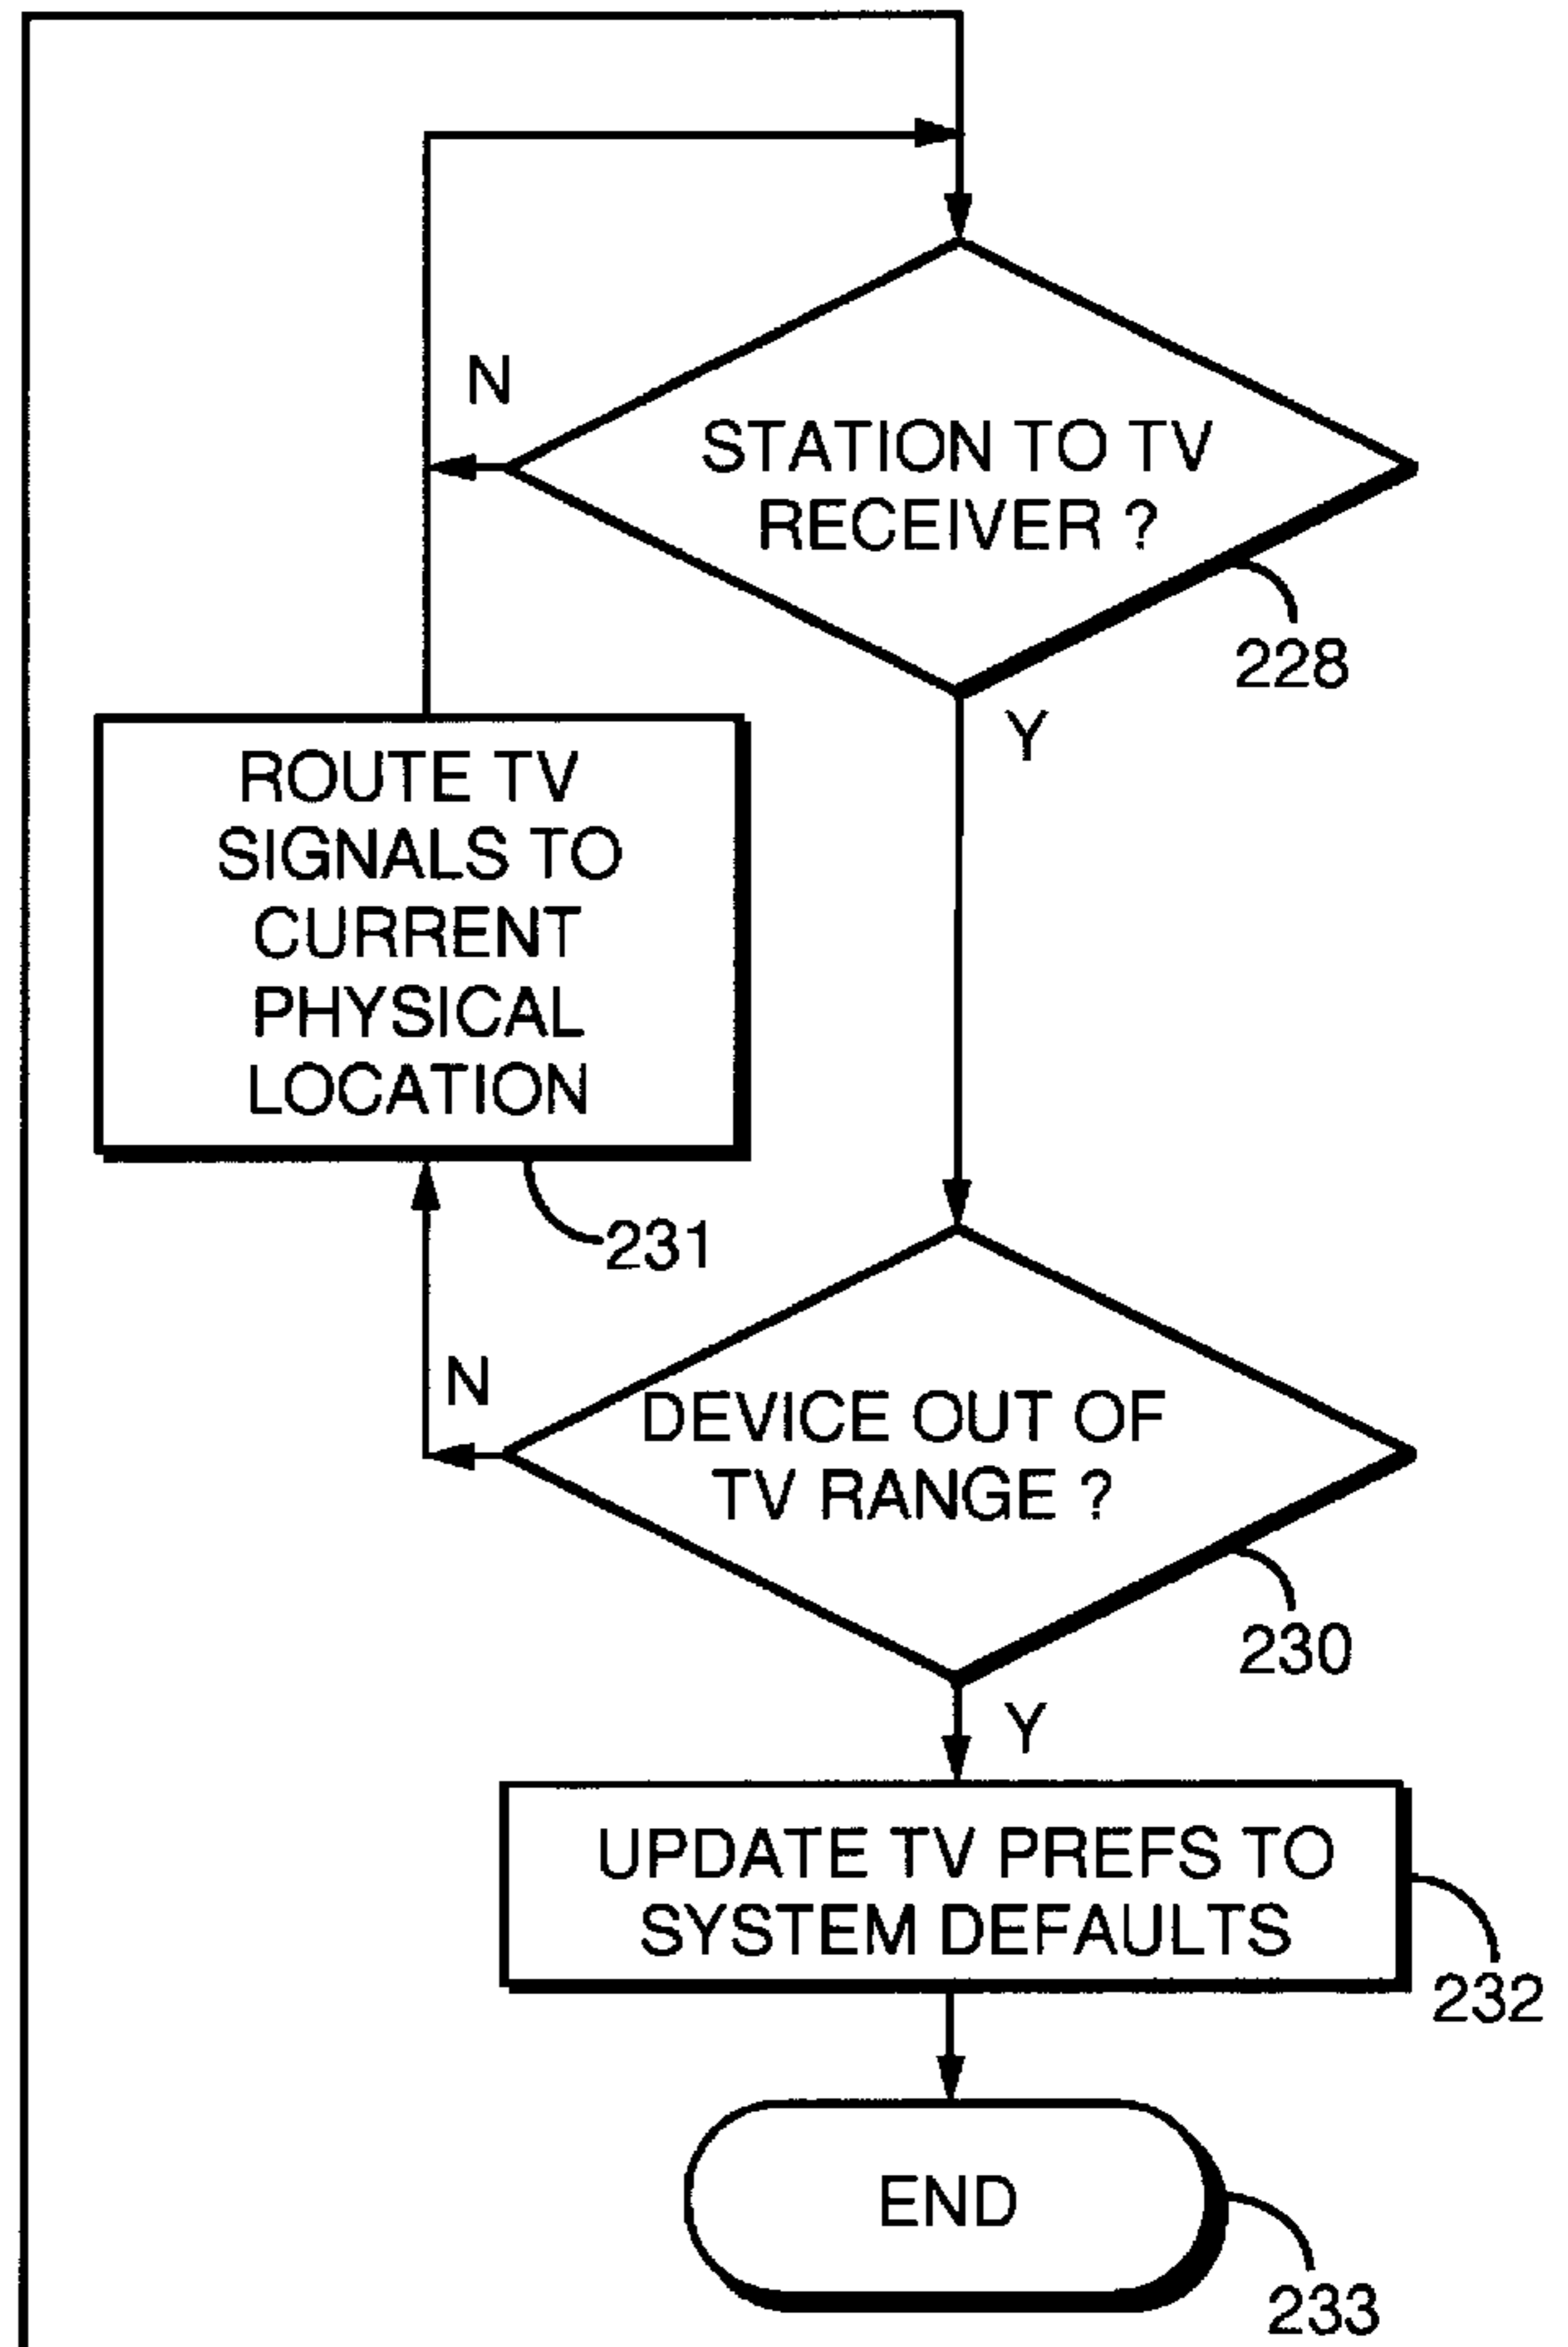 N
STATION TO TV
RECEIVER ?
228
Y
ROUTE TV
SIGNALS TO
CURRENT
PHYSICAL
LOCATION
231
N
DEVICE OUT OF
TV RANGE ?
230
Y
UPDATE TV PREFS TO
SYSTEM DEFAULTS
232
END
233